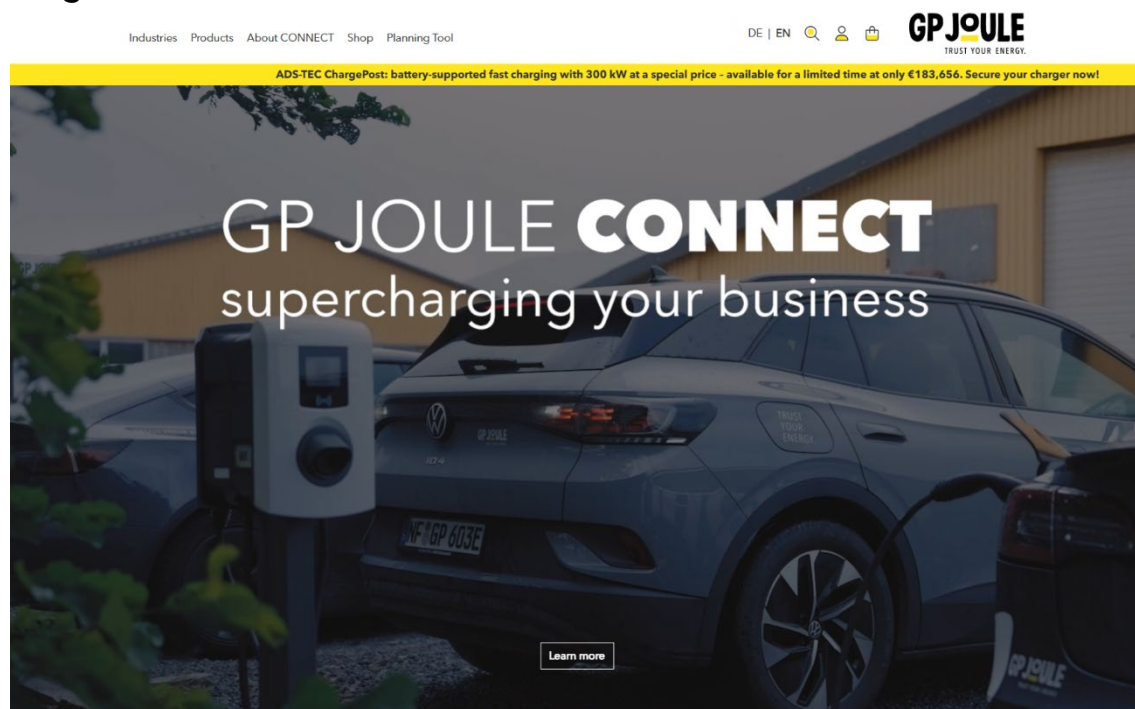 Industries Products About CONNECT Shop Planning Tool
DE | EN
GP JOULE
TRUST YOUR ENERGY.
ADS-TEC ChargePost: battery-supported fast charging with 300 kW at a special price – available for a limited time at only €183,656. Secure your charger now!
GP JOULE CONNECT
supercharging your business
TRUST
YOUR
ENERGY.
GP JOULE
ID.4
NF GP 603E
Learn more
GP JOULE